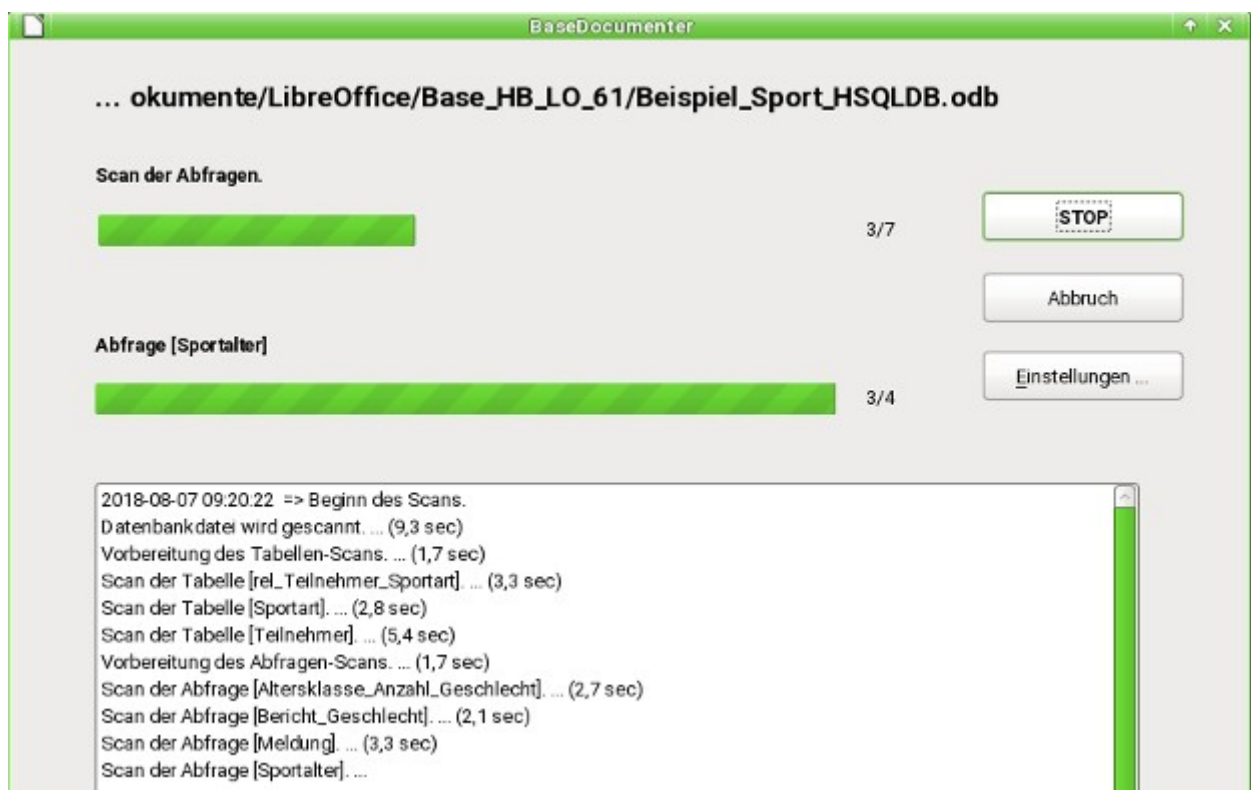 BaseDocumenter
... okumente/LibreOffice/Base_HB_LO_61/Beispiel_Sport_HSQLDB.odb
Scan der Abfragen.
3/7
STOP
Abbruch
Abfrage [Sportalter]
3/4
Einstellungen ...
2018-08-07 09:20:22 => Beginn des Scans.
Datenbankdatei wird gescannt. ... (9,3 sec)
Vorbereitung des Tabellen-Scans. ... (1,7 sec)
Scan der Tabelle [rel_Teilnehmer_Sportart]. ... (3,3 sec)
Scan der Tabelle [Sportart]. ... (2,8 sec)
Scan der Tabelle [Teilnehmer]. ... (5,4 sec)
Vorbereitung des Abfragen-Scans. ... (1,7 sec)
Scan der Abfrage [Altersklasse_Anzahl_Geschlecht]. ... (2,7 sec)
Scan der Abfrage [Bericht_Geschlecht]. ... (2,1 sec)
Scan der Abfrage [Meldung]. ... (3,3 sec)
Scan der Abfrage [Sportalter]. ...